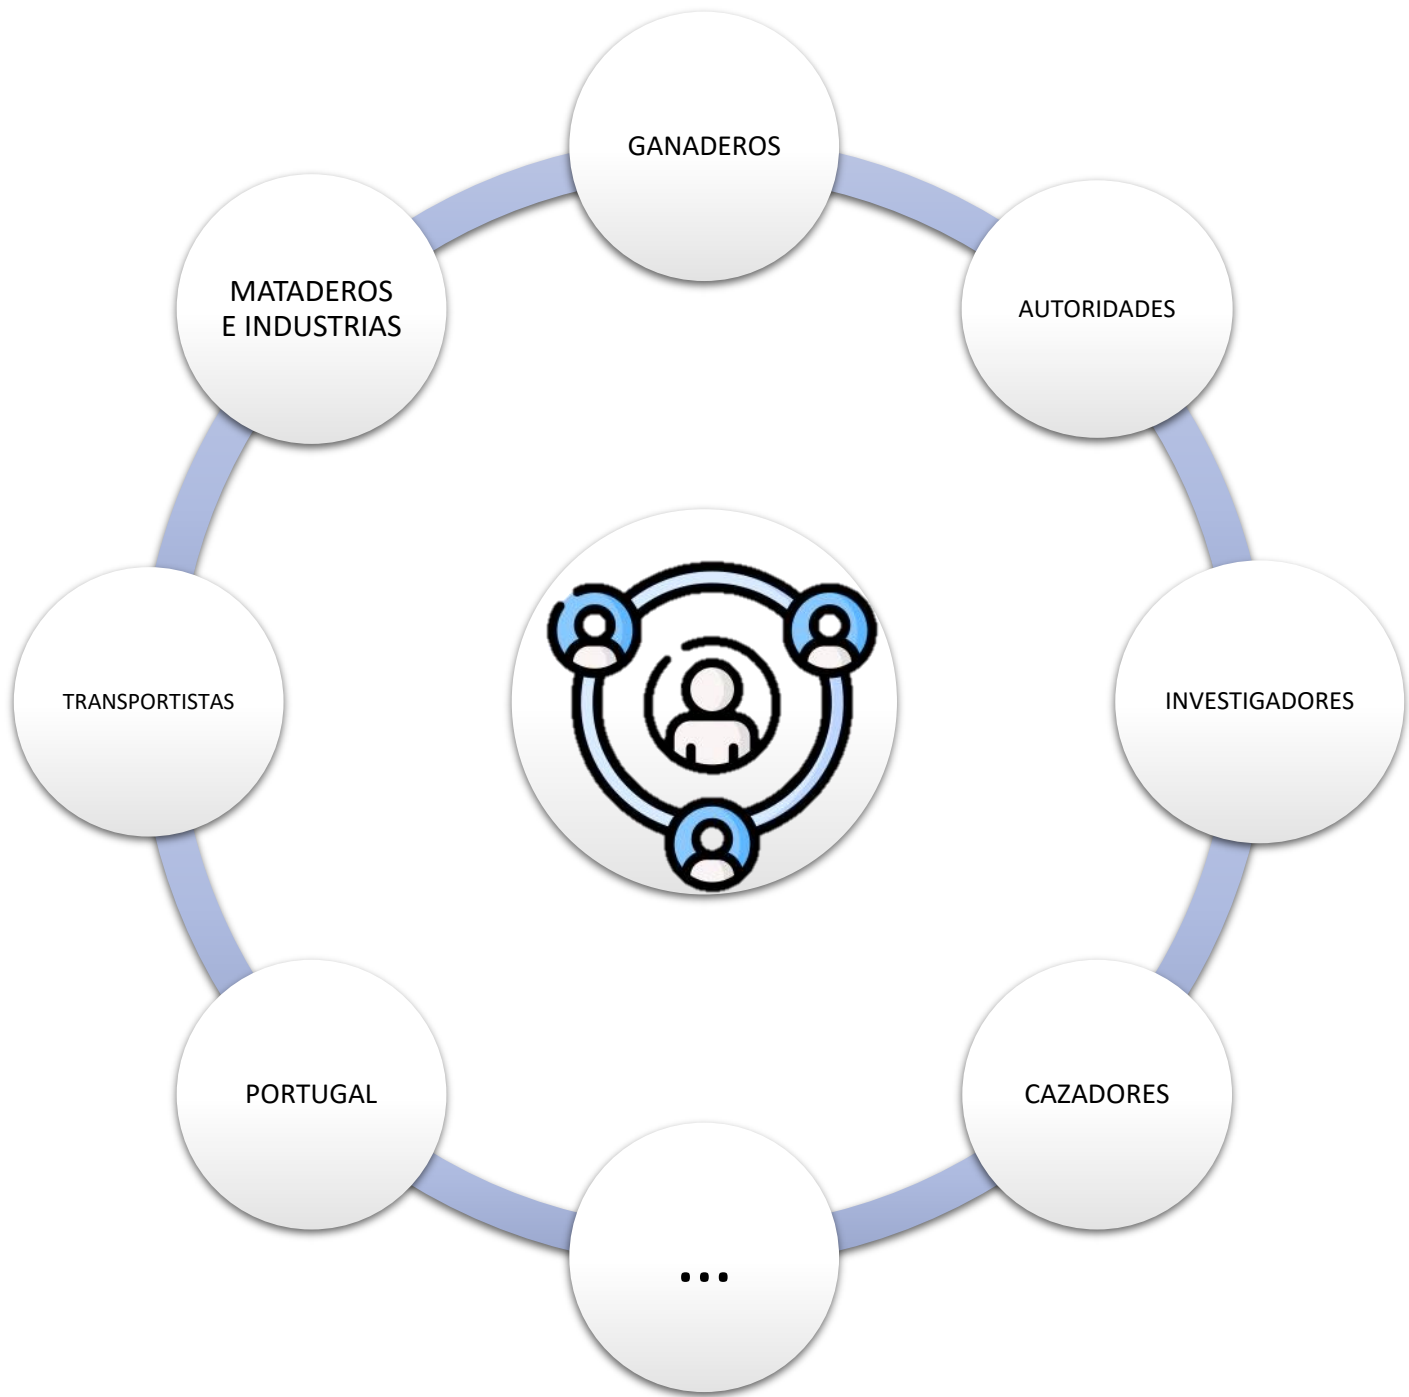 GANADEROS
AUTORIDADES
INVESTIGADORES
CAZADORES
...
PORTUGAL
TRANSPORTISTAS
MATADEROS
E INDUSTRIAS